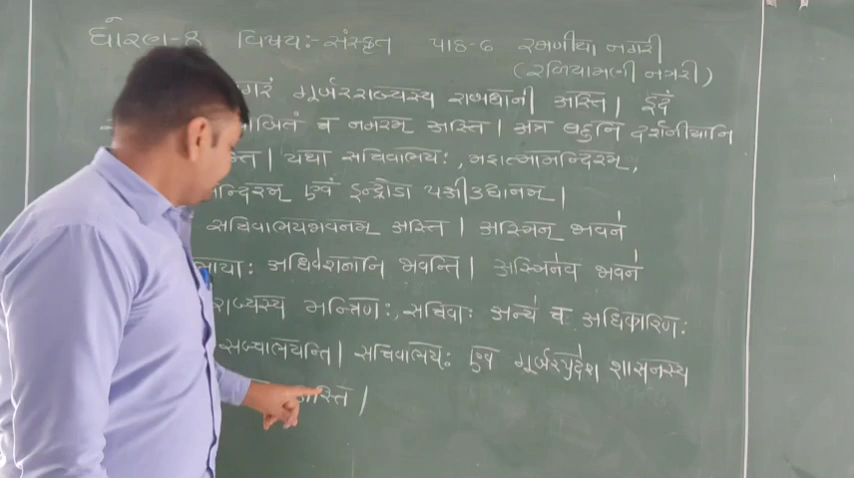 ધોરણ-8 વિષય:-સંસ્કૃત પાઠ-૬ રમણીયા નગરી
(રળિયામણી નગરી)
गरं गूर्जरराज्यस्य राजधानी अस्ति। इदं
च नगरम् अस्ति। अत्र बहुनि दर्शनीयानि
न्ति। यथा सचिवालयः, महात्मामन्दिरम्,
न्दिरम् एवं इन्द्रोडा पक्षीउद्यानम्।
सचिवालयभवनम् अस्ति। अस्मिन् भवने
भायाः अधिवेशनानि भवन्ति। अस्मिनेव भवने
राज्यस्य मन्त्रिणः, सचिवाः अन्ये च अधिकारिणः
सञ्चालयन्ति। सचिवालयः एव गूर्जरप्रदेश शासनस्य
अस्ति।